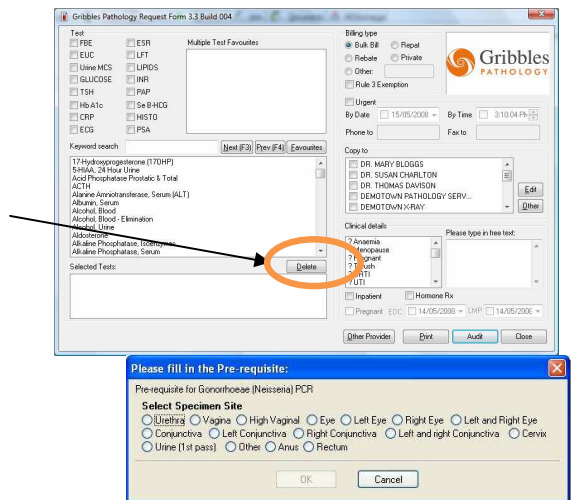 Gribbles Pathology Request Form 3.3 Build 004
Test
FBE ESR Multiple Test Favourites
EUC LFT
Urine MCS LIPIDS
GLUCOSE INR
TSH PAP
Hb A1c Se B-HCG
CRP HISTO
ECG PSA
Keyword search Next (F3) Prev (F4) Favourites
17-Hydroxyprogesterone (17OHP)
5-HIAA, 24 Hour Urine
Acid Phosphatase Prostatic & Total
ACTH
Alanine Aminotransferase, Serum (ALT)
Albumin, Serum
Alcohol, Blood
Alcohol, Blood - Elimination
Alcohol, Urine
Aldosterone
Alkaline Phosphatase, Isoenzymes
Alkaline Phosphatase, Serum
Selected Tests: Delete
Billing type
Bulk Bill Repat
Rebate Private
Other:
Rule 3 Exemption
Gribbles
PATHOLOGY
Urgent
By Date 15/05/2008 By Time 3:10:04 PM
Phone to Fax to
Copy to
DR. MARY BLOGGS
DR. SUSAN CHARLTON
DR. THOMAS DAVISON
DEMOTOWN PATHOLOGY SERV...
DEMOTOWN X-RAY
Edit
Other
Clinical details
Please type in free text:
? Anaemia
? Menopause
? Pregnant
? Thrush
? UTI
Inpatient Hormone Rx
Pregnant EDC 14/05/2008 LMP 14/05/2008
Other Provider Print Audit Close
Please fill in the Pre-requisite:
Pre-requisite for Gonorrhoeae (Neisseria) PCR
Select Specimen Site
Urethra Vagina High Vaginal Eye Left Eye Right Eye Left and Right Eye
Conjunctiva Left Conjunctiva Right Conjunctiva Left and right Conjunctiva Cervix
Urine (1st pass) Other Anus Rectum
OK Cancel